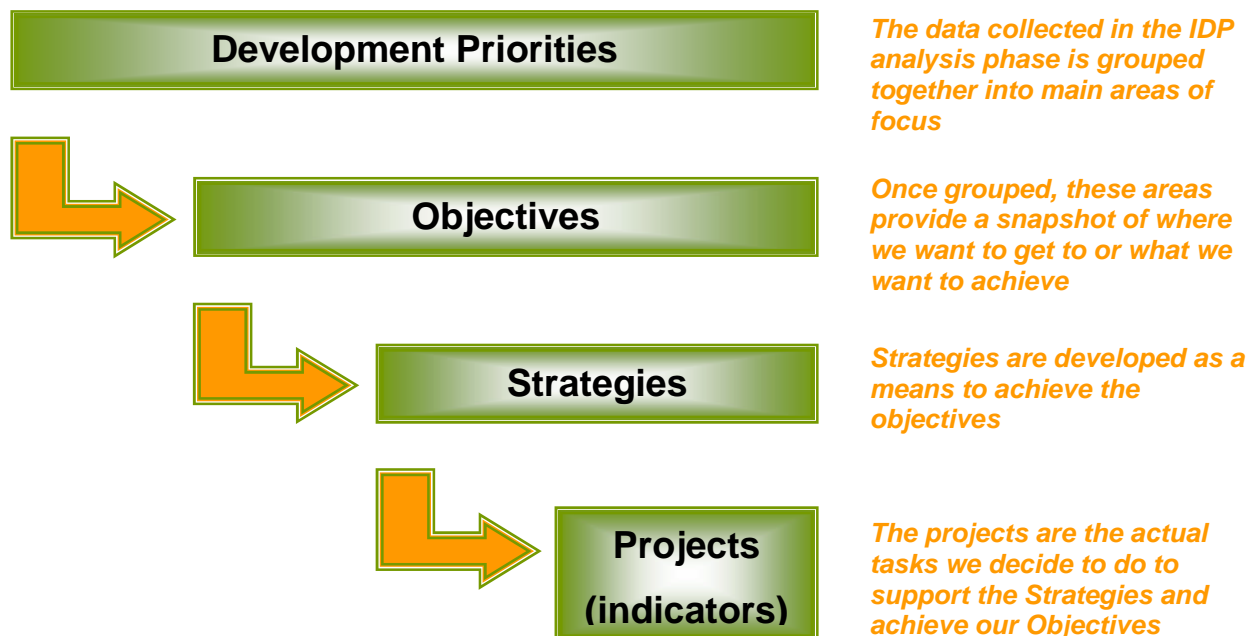 Development Priorities
The data collected in the IDP
analysis phase is grouped
together into main areas of
focus
Objectives
Once grouped, these areas
provide a snapshot of where
we want to get to or what we
want to achieve
Strategies
Strategies are developed as a
means to achieve the
objectives
Projects
(indicators)
The projects are the actual
tasks we decide to do to
support the Strategies and
achieve our Objectives